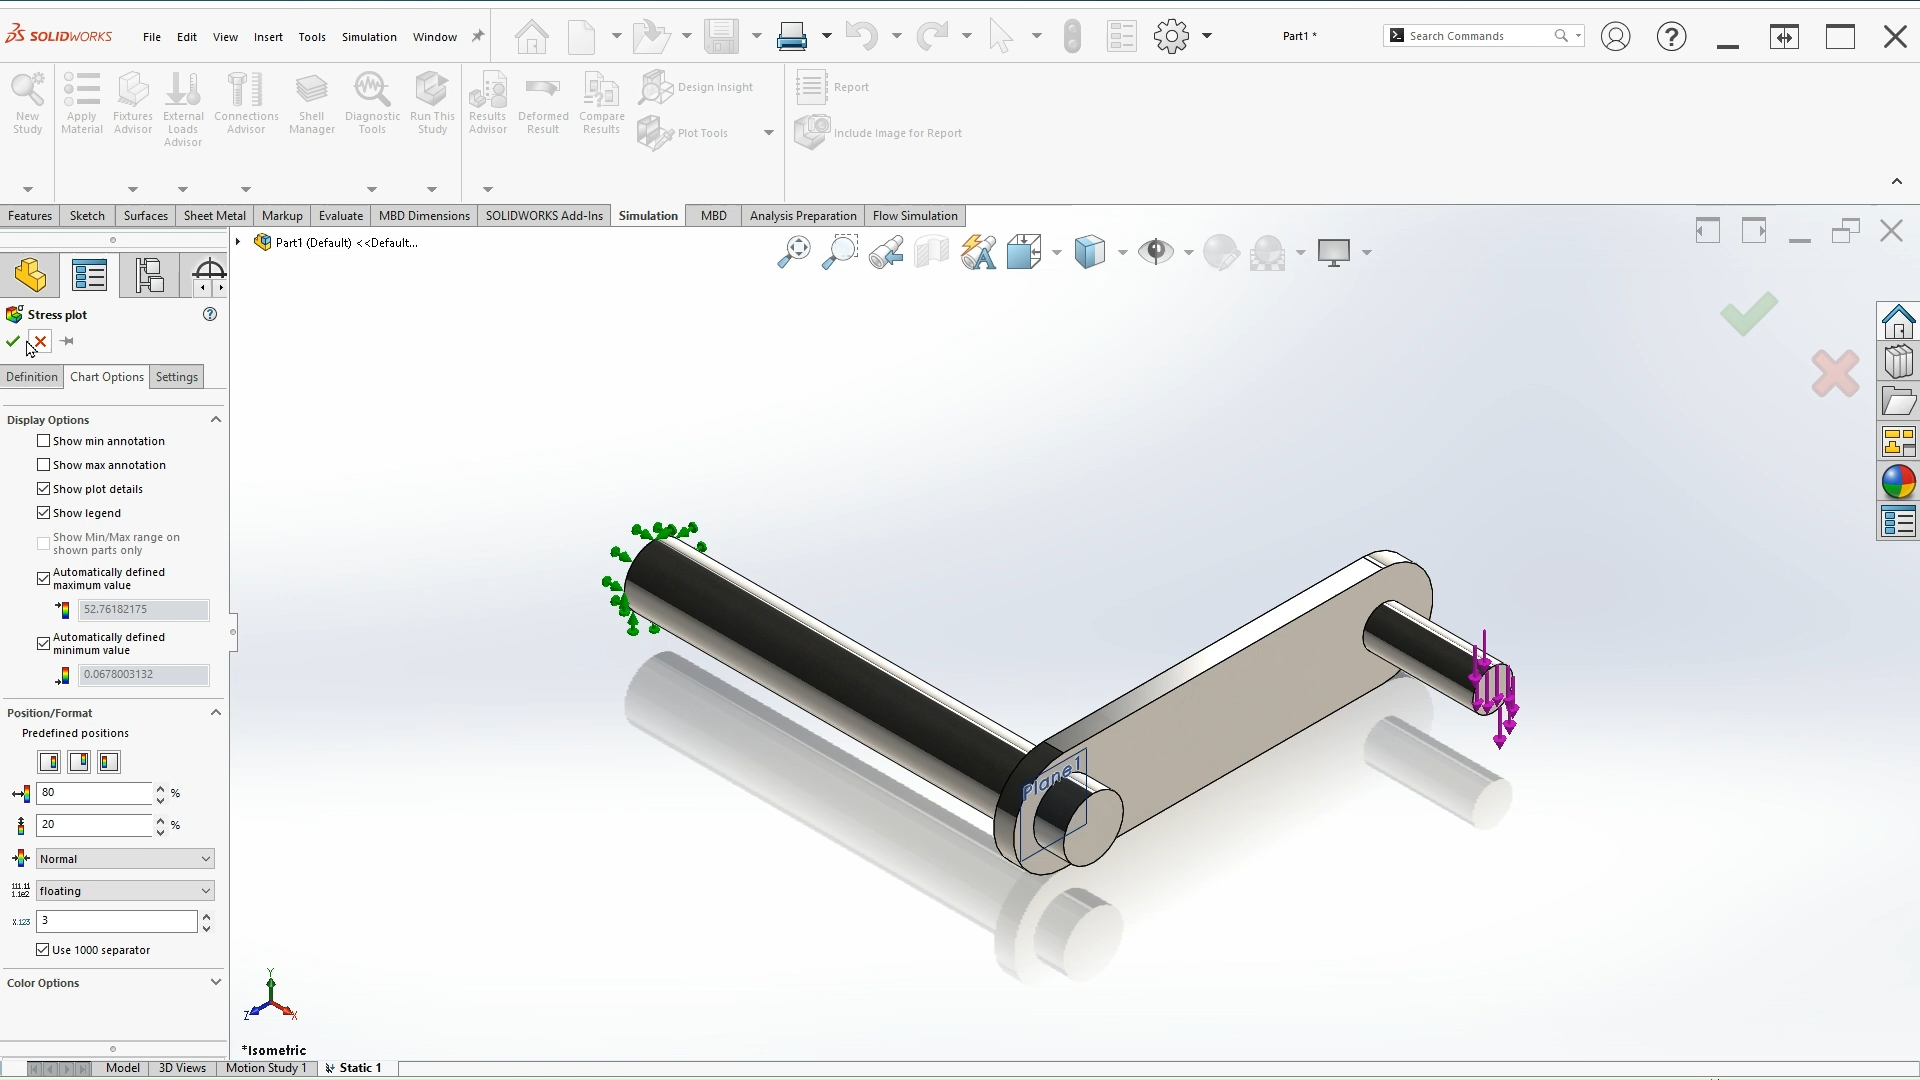 SOLIDWORKS
File Edit View Insert Tools Simulation Window
Part1 *
Search Commands
New Study
Apply Material
Fixtures Advisor
External Loads Advisor
Connections Advisor
Shell Manager
Diagnostic Tools
Run This Study
Results Advisor
Deformed Result
Compare Results
Design Insight
Plot Tools
Report
Include Image for Report
Features Sketch Surfaces Sheet Metal Markup Evaluate MBD Dimensions SOLIDWORKS Add-Ins Simulation MBD Analysis Preparation Flow Simulation
Part1 (Default) <<Default...
Stress plot
Definition Chart Options Settings
Display Options
Show min annotation
Show max annotation
Show plot details
Show legend
Show Min/Max range on
shown parts only
Automatically defined
maximum value
52.76182175
Automatically defined
minimum value
0.0678003132
Position/Format
Predefined positions
80 %
20 %
Normal
floating
3
Use 1000 separator
Color Options
Plane1
Y
Z
X
*Isometric
Model 3D Views Motion Study 1 Static 1